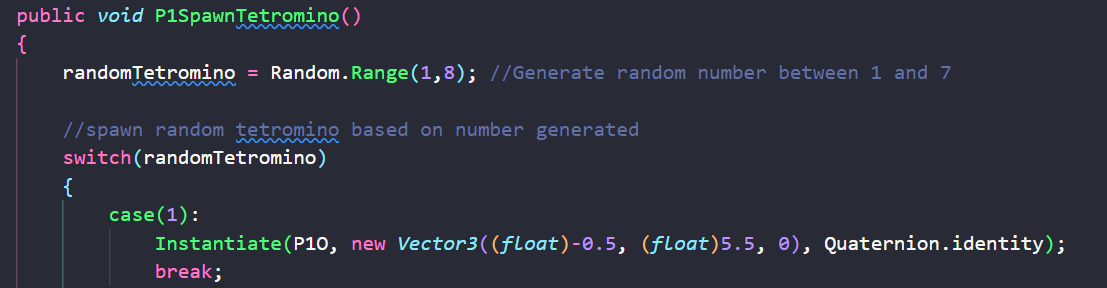 public void P1SpawnTetromino()
{
randomTetromino = Random.Range(1,8); //Generate random number between 1 and 7
//spawn random tetromino based on number generated
switch(randomTetromino)
{
case(1):
Instantiate(P1O, new Vector3((float)-0.5, (float)5.5, 0), Quaternion.identity);
break;